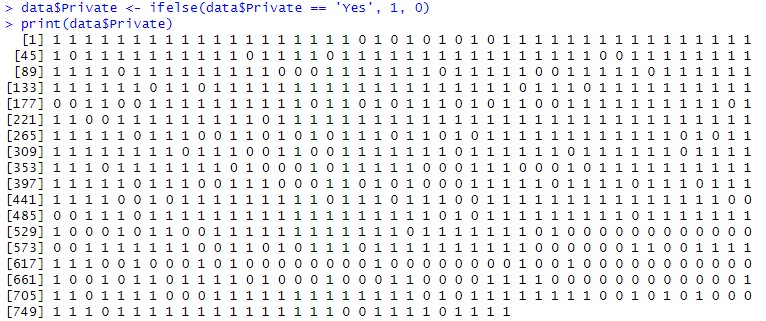 > data$Private <- ifelse(data$Private == 'Yes', 1, 0)
> print(data$Private)
[1] 1 1 1 1 1 1 1 1 1 1 1 1 1 1 1 1 1 1 1 0 1 0 1 0 1 0 1 0 1 1 1 1 1 1 1 1 1 1 1 1 1 1 1 1
[45] 1 0 1 1 1 1 1 1 1 1 1 1 0 1 1 1 1 0 1 1 1 1 1 1 1 1 1 1 1 1 1 1 1 1 0 0 1 1 1 1 1 1 1 1
[89] 1 1 1 1 0 1 1 1 1 1 1 1 1 1 0 0 0 1 1 1 1 1 1 1 0 1 1 1 1 1 0 0 1 1 1 1 1 0 1 1 1 1 1 1
[133] 1 1 1 1 1 1 0 1 1 0 1 1 1 1 1 1 1 1 1 1 1 1 1 1 1 1 1 1 1 0 1 1 1 0 1 1 1 1 1 1 1 1 1 1
[177] 0 0 1 1 0 0 1 1 1 1 1 1 1 1 1 1 0 1 1 0 1 0 1 1 1 0 1 0 1 1 0 0 1 1 1 1 1 1 1 1 1 1 0 1
[221] 1 1 0 0 1 1 1 1 1 1 1 1 1 0 1 1 1 1 1 1 1 1 1 1 1 1 1 1 1 1 1 1 1 1 1 1 1 1 1 1 1 1 1 1
[265] 1 1 1 1 1 0 1 1 1 0 0 1 1 0 1 0 1 0 1 1 1 0 1 1 0 1 0 1 1 1 1 1 1 1 1 1 1 1 1 0 1 0 1 1
[309] 1 1 1 1 1 1 1 1 0 1 1 1 0 0 1 1 0 0 1 1 1 1 1 1 1 0 1 1 1 1 1 1 0 1 1 1 1 1 1 0 1 1 1 1
[353] 1 1 1 0 1 1 1 1 1 1 1 0 1 0 0 0 1 0 1 1 1 1 1 1 0 0 0 1 1 1 0 0 0 1 0 1 1 1 1 1 1 1 1 1
[397] 1 1 1 1 1 0 1 1 1 0 0 1 1 1 0 0 0 1 1 0 1 0 1 0 0 0 1 1 1 1 0 1 1 1 1 0 1 1 1 0 1 1 1 1
[441] 1 1 1 1 0 0 1 0 1 1 1 1 1 1 1 1 1 1 1 0 1 1 0 1 1 1 0 0 1 1 1 1 1 1 1 1 1 1 1 1 1 1 0 0
[485] 0 0 1 1 1 0 1 1 1 1 1 1 1 1 1 1 1 1 1 1 1 1 1 1 1 0 1 0 1 1 1 1 1 1 1 1 1 0 1 1 1 1 1 1
[529] 1 0 0 0 1 0 1 1 0 0 1 1 1 1 1 1 1 1 1 1 1 1 0 1 1 1 1 1 1 1 0 1 0 0 0 0 0 0 0 0 0 0 0 0
[573] 0 0 1 1 1 1 1 1 1 0 0 1 1 0 1 0 1 1 1 1 0 1 1 0 1 1 1 1 1 1 0 0 0 0 0 0 1 1 0 0 1 1 1 1
[617] 1 1 1 0 0 1 0 0 0 1 0 1 0 0 0 0 0 0 0 0 1 0 0 0 0 0 0 0 0 0 1 0 0 1 0 0 0 0 0 0 0 0 0 0
[661] 1 0 0 1 0 1 1 0 1 1 1 1 0 1 0 0 0 1 1 0 1 1 0 0 0 0 1 1 1 1 0 0 0 0 0 0 0 0 0 0 0 0 0 1
[705] 1 1 0 1 1 1 1 0 0 0 1 1 1 1 1 1 1 1 1 1 1 1 1 0 1 0 1 1 1 1 1 1 1 1 0 0 1 0 1 0 1 0 0 0
[749] 1 1 1 0 1 1 1 1 1 1 1 1 1 1 1 1 1 1 0 0 1 1 1 1 0 1 1 1 1